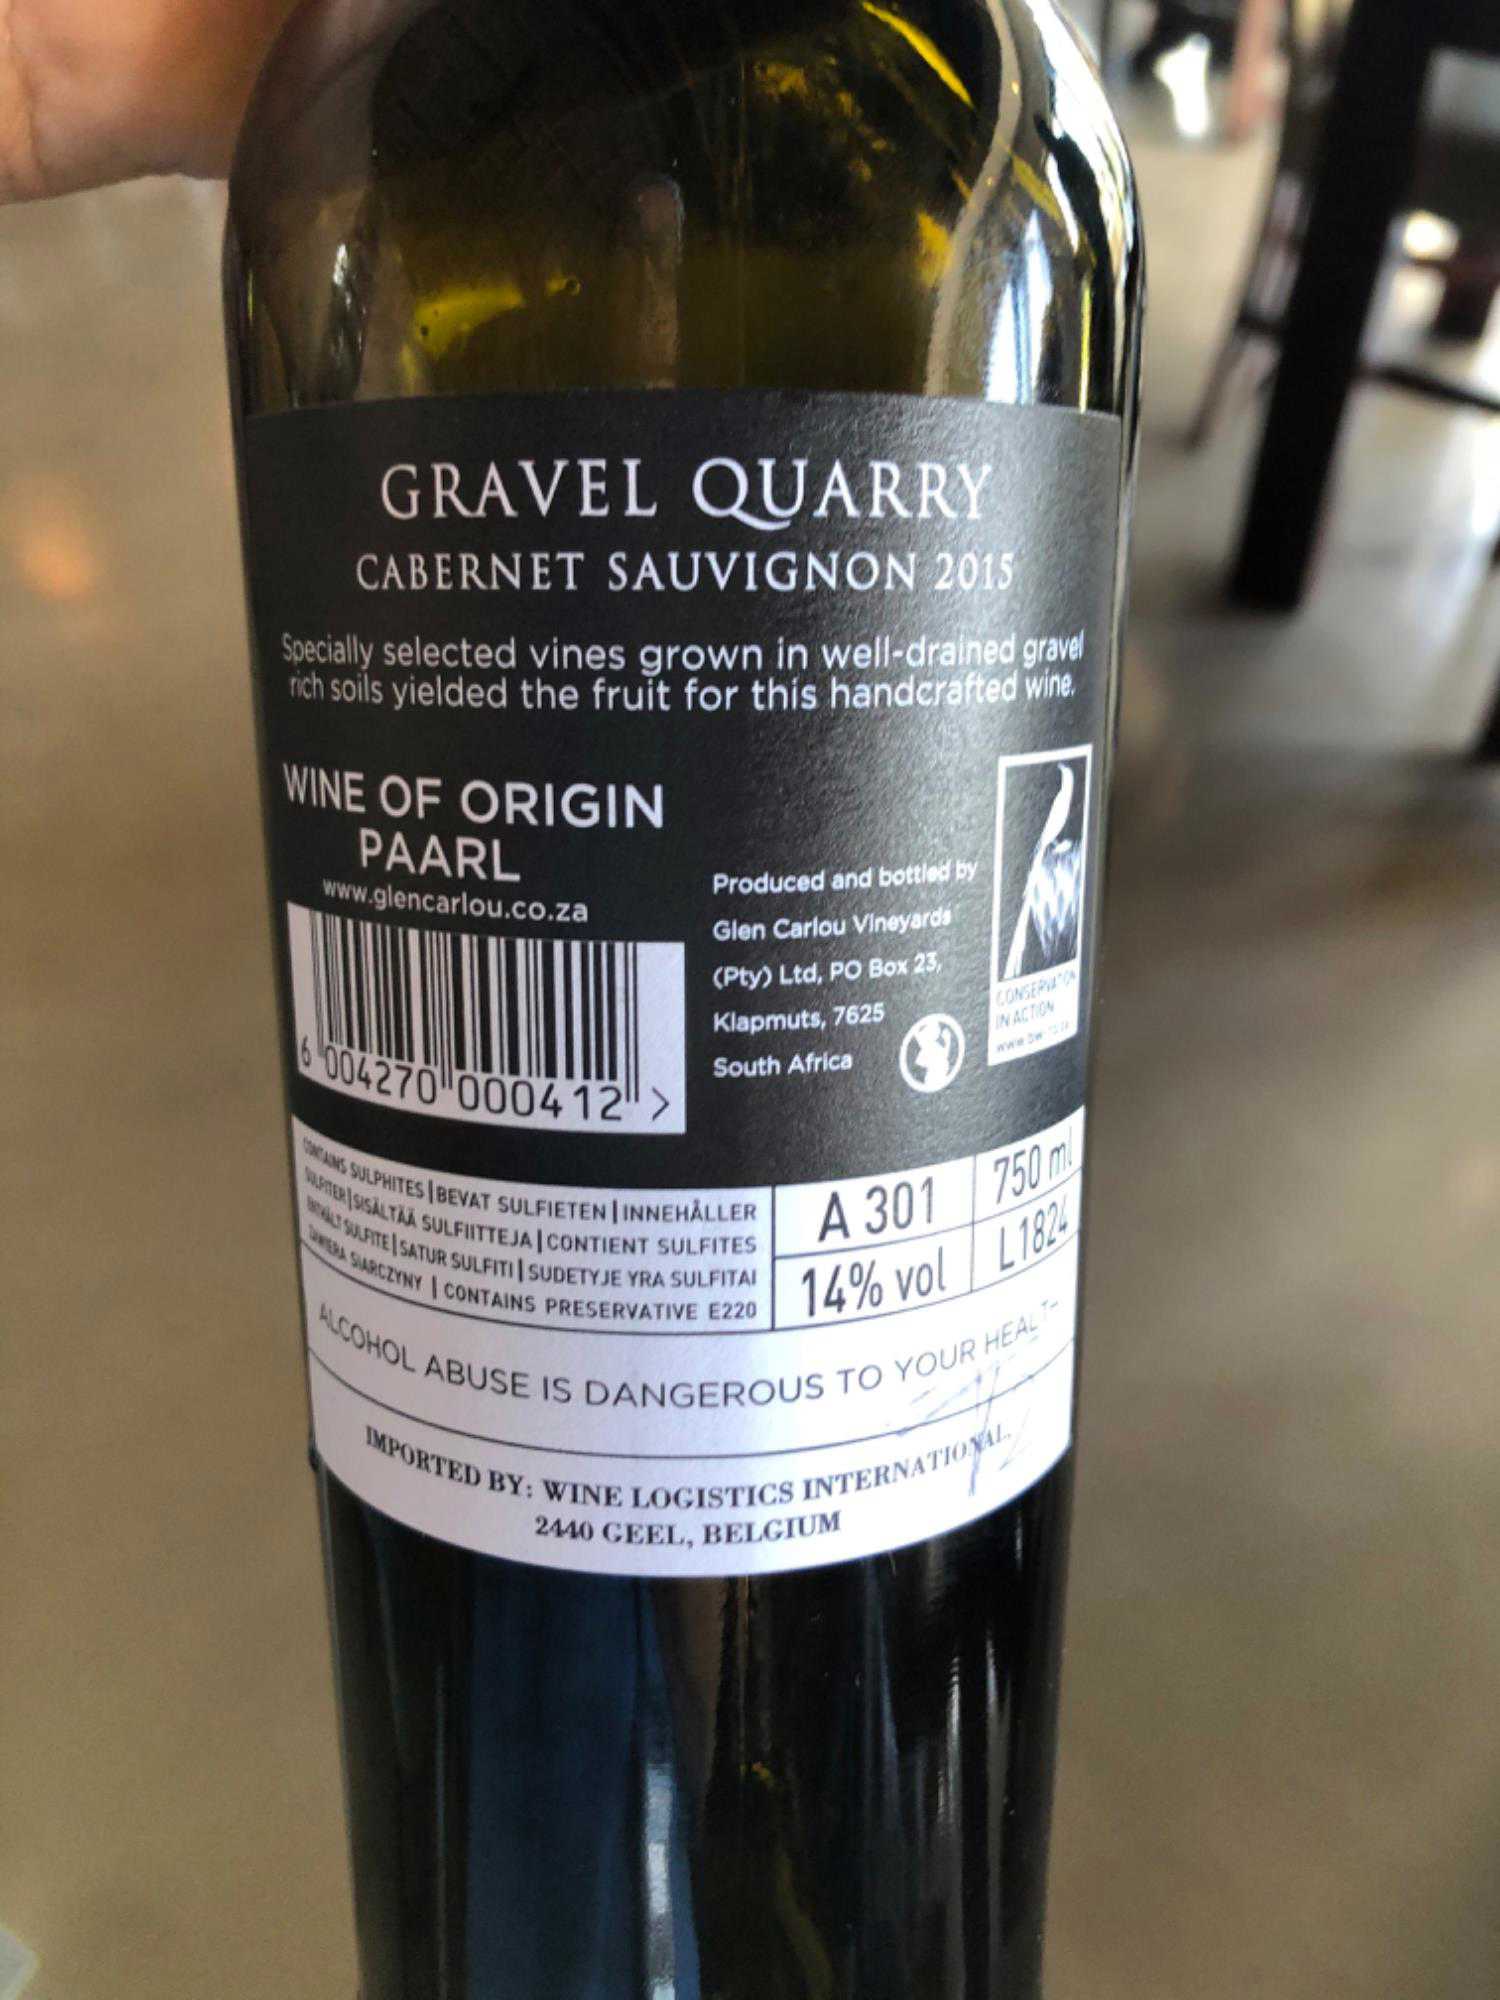 GRAVEL QUARRY
CABERNET SAUVIGNON 2015
Specially selected vines grown in well-drained gravel
rich soils yielded the fruit for this handcrafted wine.
WINE OF ORIGIN
PAARL
www.glencarlou.co.za
6 004270 000412 >
Produced and bottled by
Glen Carlou Vineyards
(Pty) Ltd, PO Box 23,
Klapmuts, 7625
South Africa
CONSERVATION
IN ACTION
CONTAINS SULPHITES | BEVAT SULFIETEN | INNEHÅLLER
SULFITER | SISÄLTÄÄ SULFIITTEJA | CONTIENT SULFITES
ENTHÄLT SULFITE | SATUR SULFITI | SUDETYJE YRA SULFITAI
ZAWIERA SIARCZYNY | CONTAINS PRESERVATIVE E220
A 301
750 ml
14% vol
L1824
ALCOHOL ABUSE IS DANGEROUS TO YOUR HEALTH
IMPORTED BY: WINE LOGISTICS INTERNATIONAL.
2440 GEEL, BELGIUM